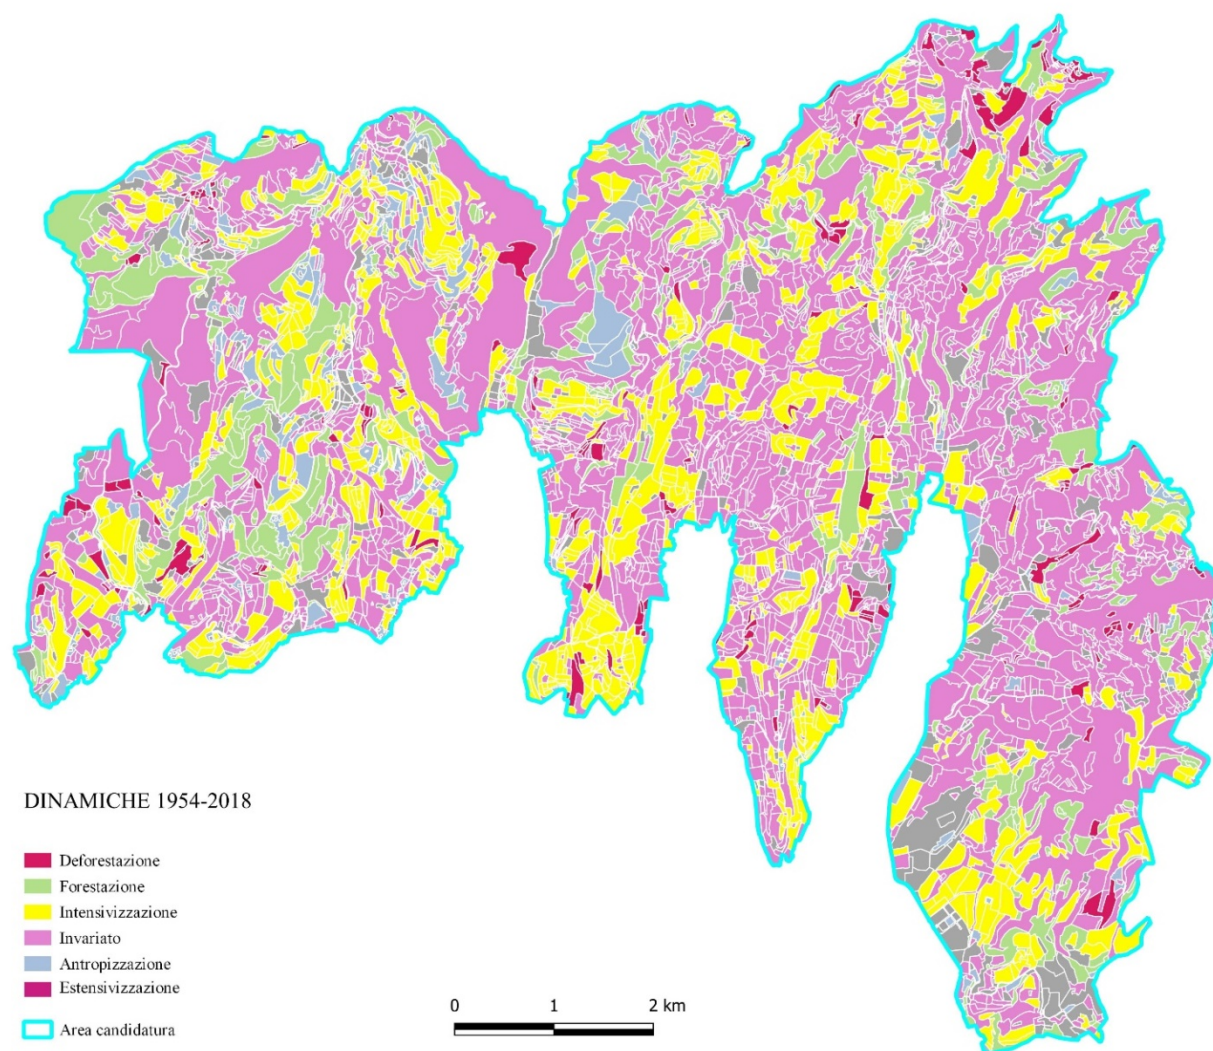 DINAMICHE 1954-2018
Deforestazione
Forestazione
Intensivizzazione
Invariato
Antropizzazione
Estensivizzazione
Area candidatura
0 1 2 km